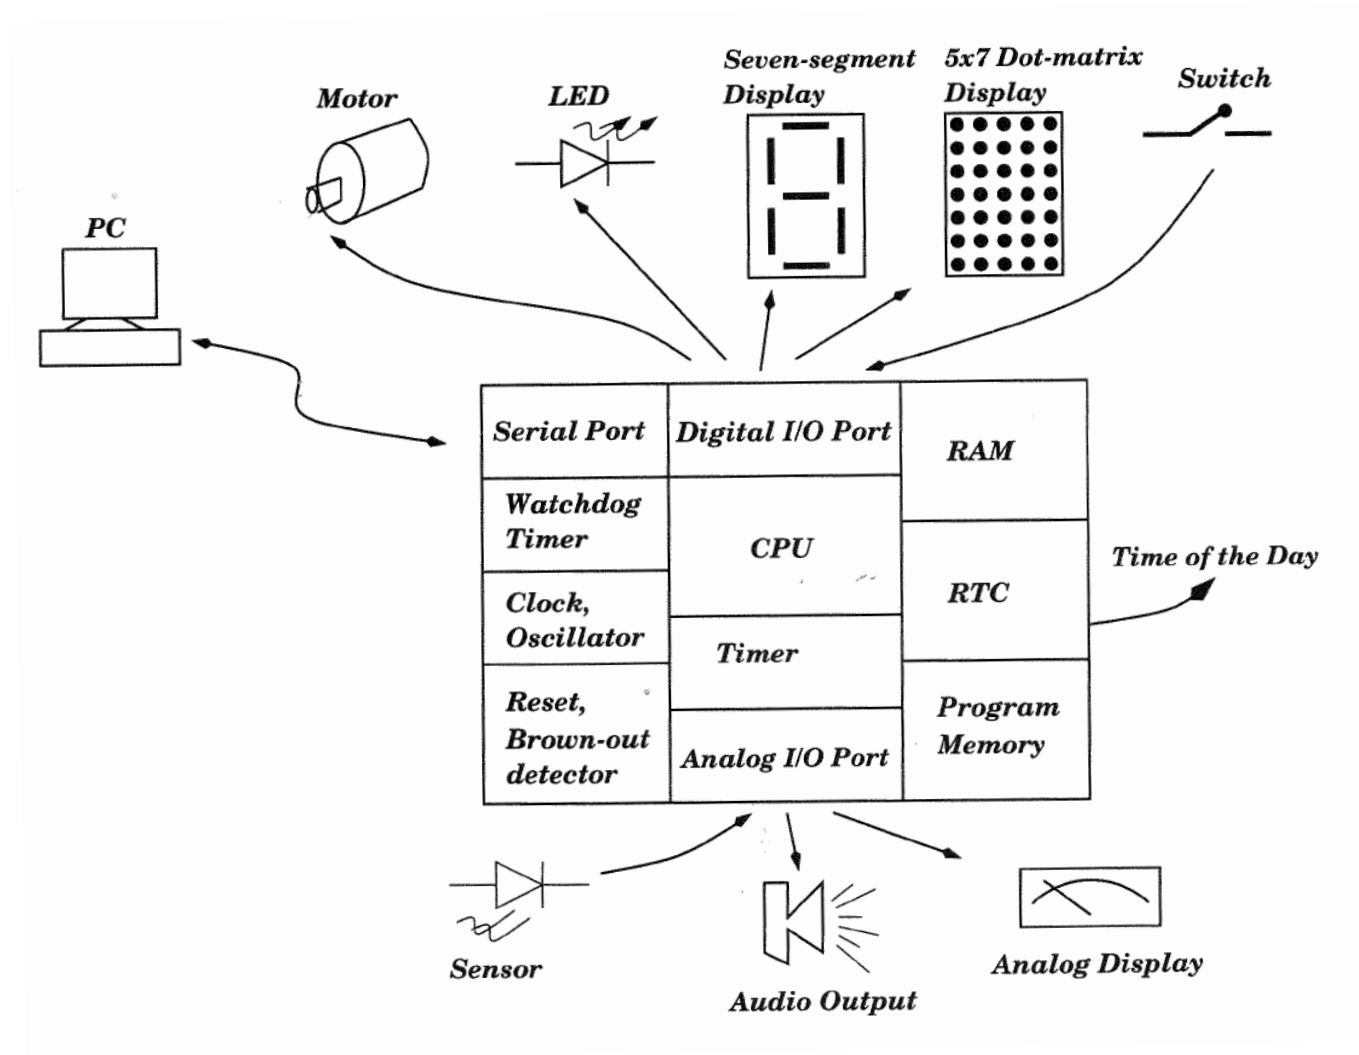 Seven-segment
Display
5x7 Dot-matrix
Display
Switch
Motor
LED
PC
Serial Port
Digital I/O Port
RAM
Watchdog
Timer
CPU
Time of the Day
Clock,
Oscillator
RTC
Timer
Reset,
Brown-out
detector
Program
Memory
Analog I/O Port
Sensor
Audio Output
Analog Display